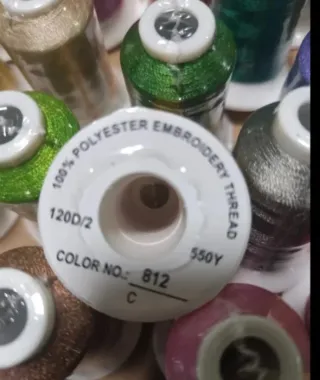 100% POLYESTER EMBROIDERY THREAD
120D/2
550Y
COLOR NO.: 812
C